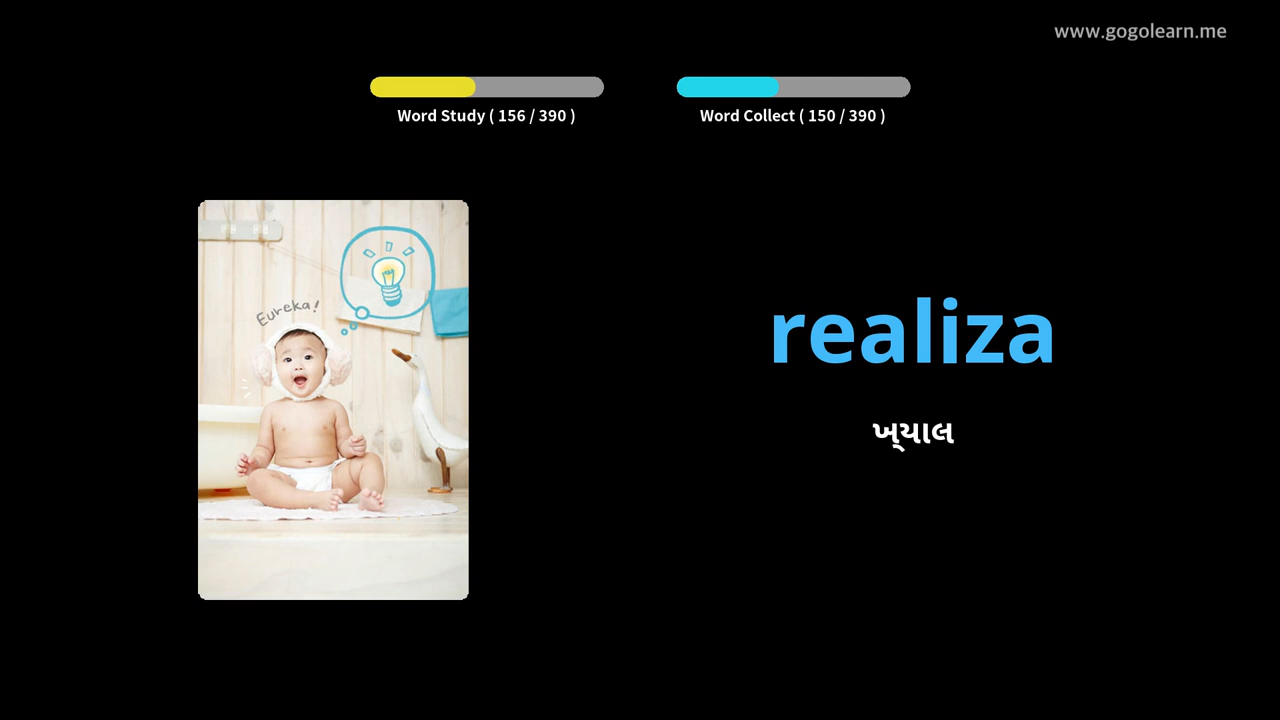 www.gogolearn.me
Word Study ( 156 / 390 )
Word Collect ( 150 / 390 )
Eureka!
realiza
ખ્યાલ